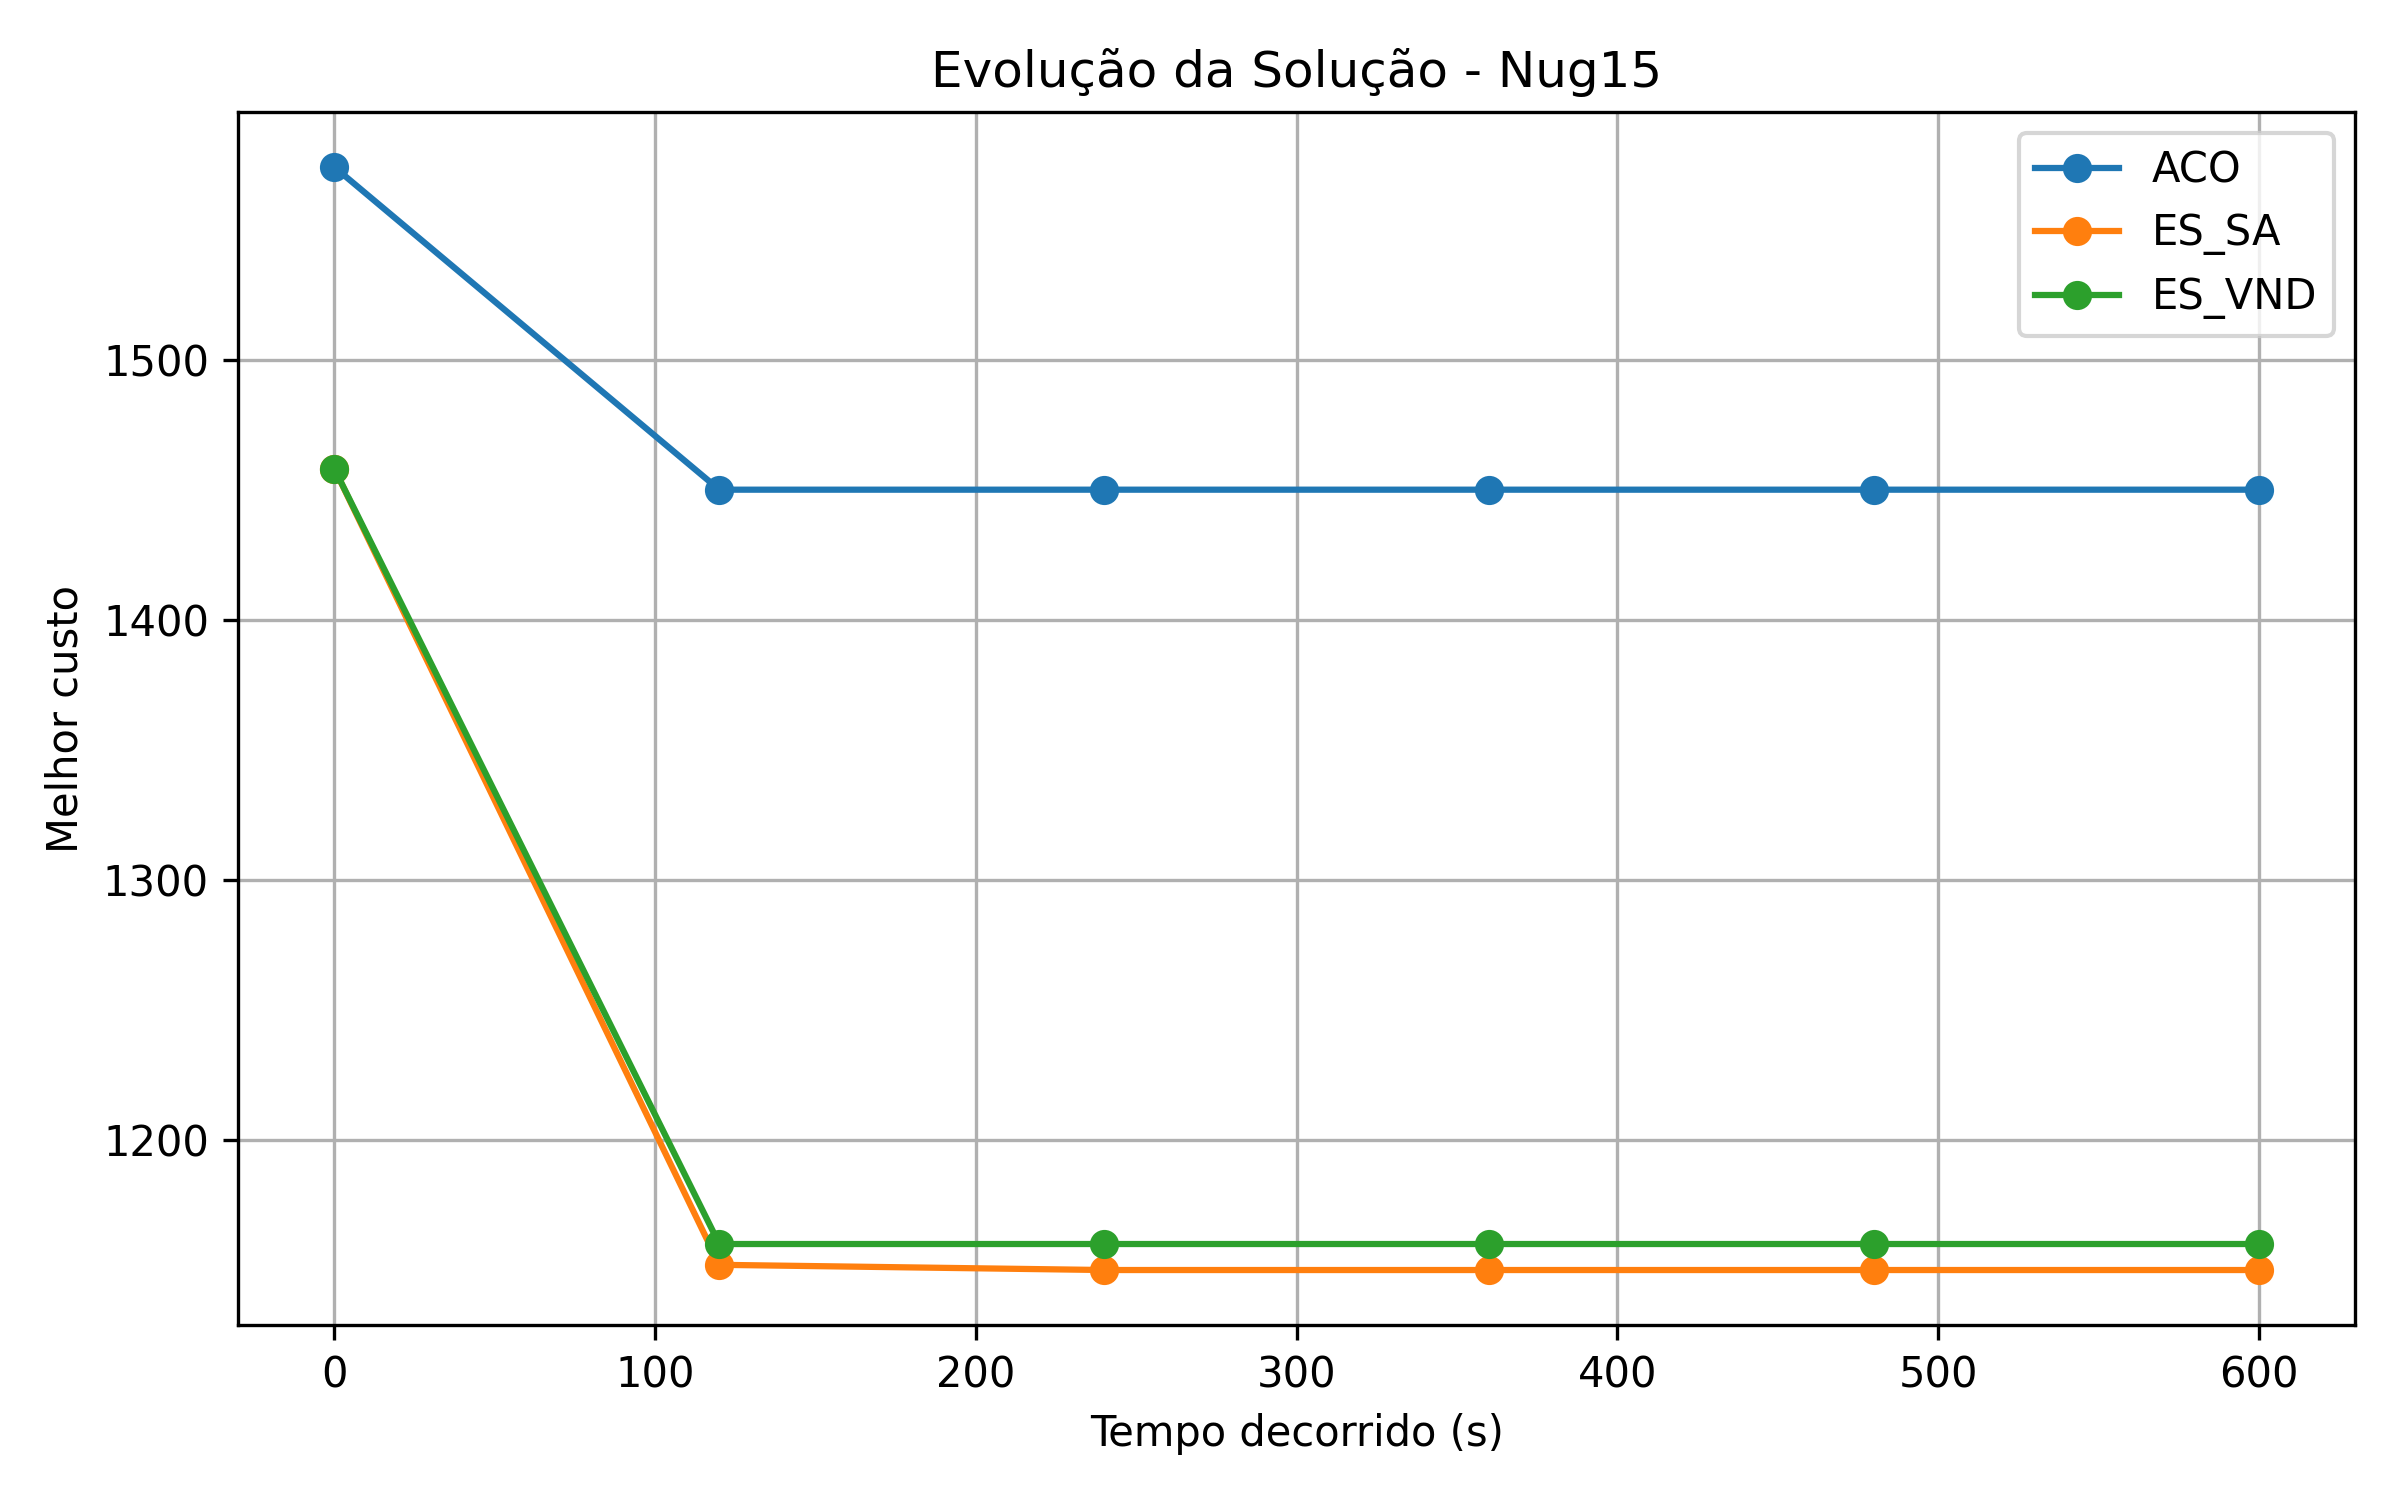 Evolução da Solução - Nug15
ACO
ES_SA
ES_VND
1500
1400
1300
1200
Melhor custo
0 100 200 300 400 500 600
Tempo decorrido (s)